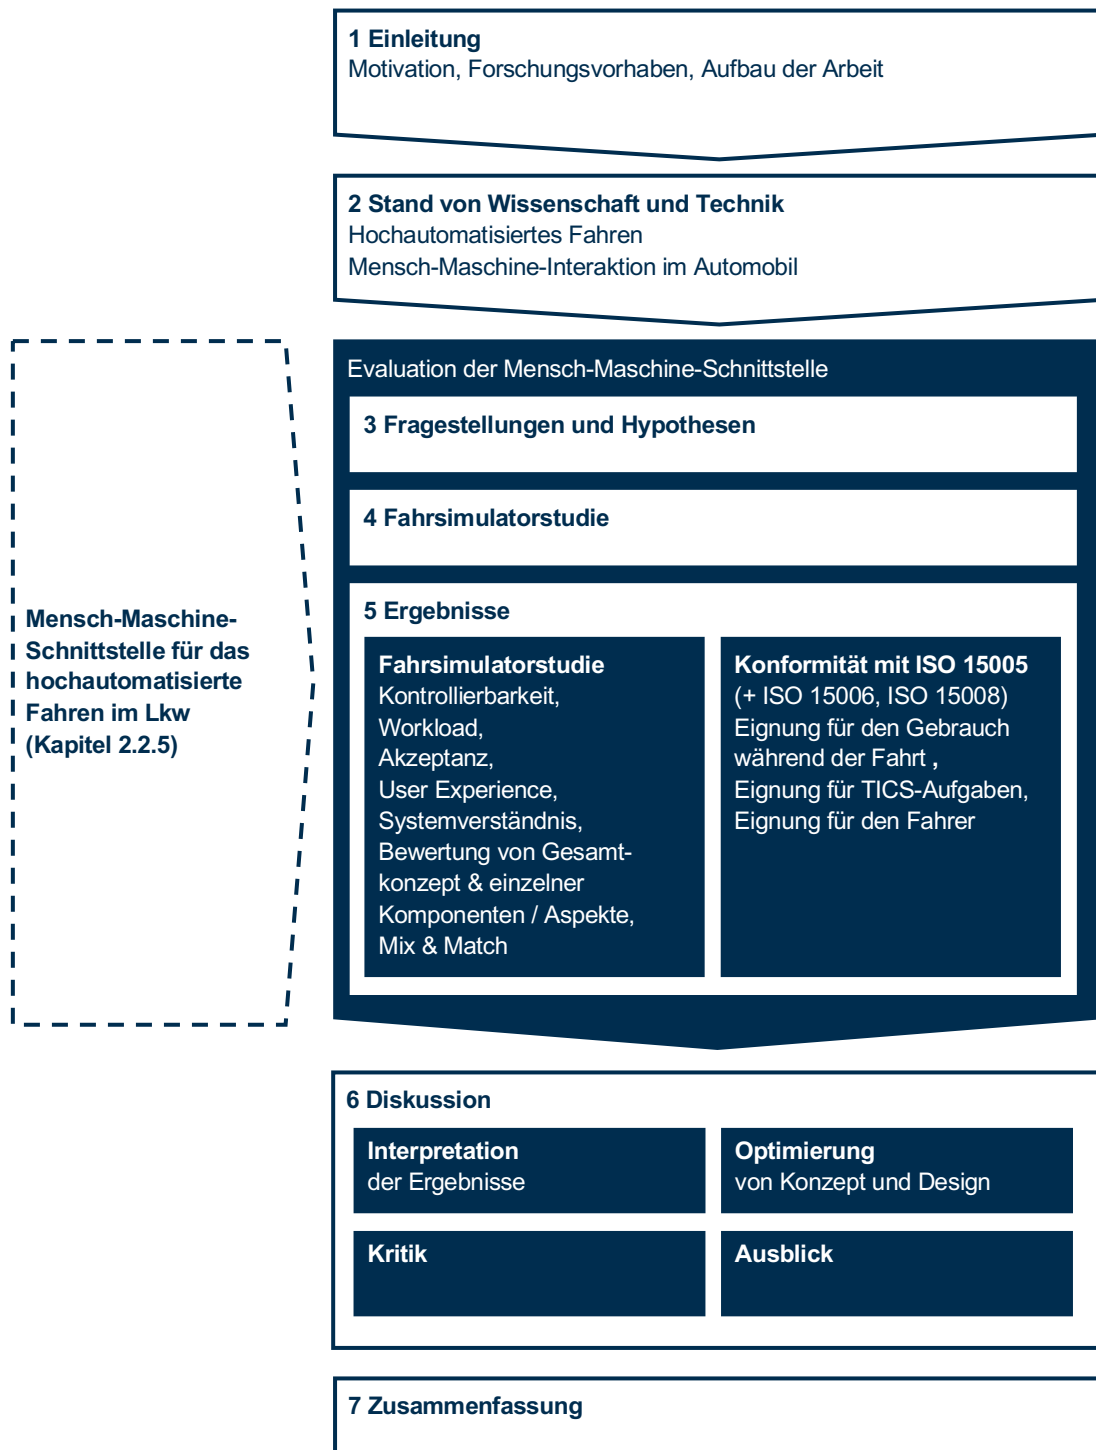 1 Einleitung
Motivation, Forschungsvorhaben, Aufbau der Arbeit
2 Stand von Wissenschaft und Technik
Hochautomatisiertes Fahren
Mensch-Maschine-Interaktion im Automobil
Mensch-Maschine-
Schnittstelle für das
hochautomatisierte
Fahren im Lkw
(Kapitel 2.2.5)
Evaluation der Mensch-Maschine-Schnittstelle
3 Fragestellungen und Hypothesen
4 Fahrsimulatorstudie
5 Ergebnisse
Fahrsimulatorstudie
Kontrollierbarkeit,
Workload,
Akzeptanz,
User Experience,
Systemverständnis,
Bewertung von Gesamt-
konzept & einzelner
Komponenten / Aspekte,
Mix & Match
Konformität mit ISO 15005
(+ ISO 15006, ISO 15008)
Eignung für den Gebrauch
während der Fahrt ,
Eignung für TICS-Aufgaben,
Eignung für den Fahrer
6 Diskussion
Interpretation
der Ergebnisse
Optimierung
von Konzept und Design
Kritik
Ausblick
7 Zusammenfassung